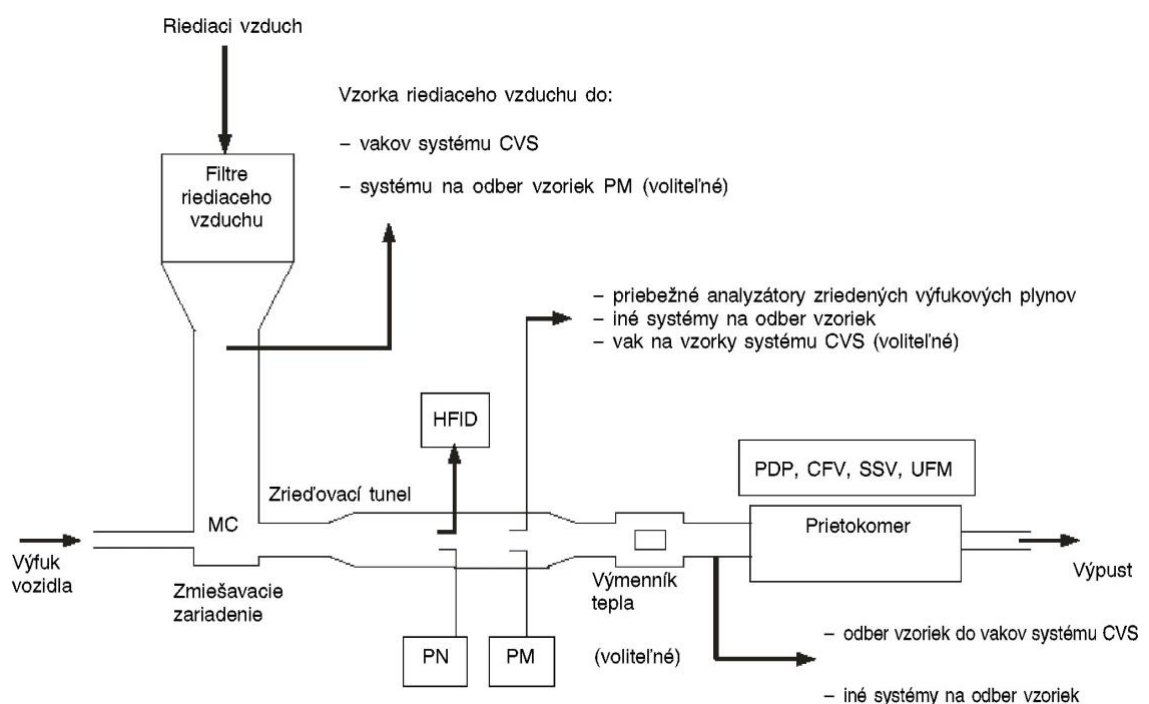 Riediaci vzduch
Vzorka riediaceho vzduchu do:
– vakov systému CVS
– systému na odber vzoriek PM (voliteľné)
Filtre
riediaceho
vzduchu
– priebežné analyzátory zriedených výfukových plynov
– iné systémy na odber vzoriek
– vak na vzorky systému CVS (voliteľné)
HFID
PDP, CFV, SSV, UFM
Zrieďovací tunel
MC
Prietokomer
Výfuk
vozidla
Zmiešavacie
zariadenie
Výmenník
tepla
Výpust
PN
PM
(voliteľné)
– odber vzoriek do vakov systému CVS
– iné systémy na odber vzoriek